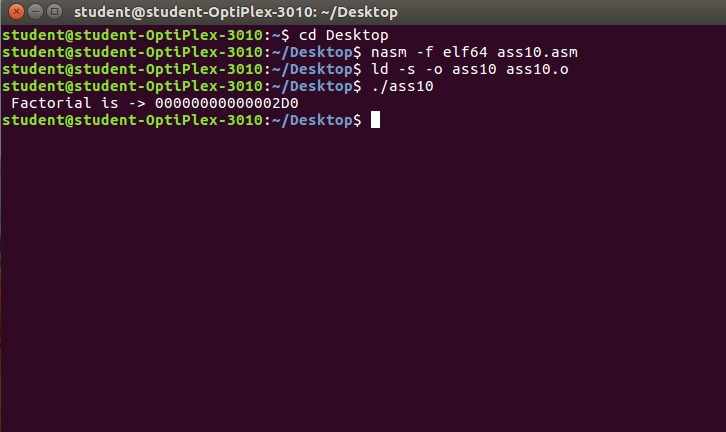 student@student-OptiPlex-3010: ~/Desktop
student@student-OptiPlex-3010:~$ cd Desktop
student@student-OptiPlex-3010:~/Desktop$ nasm -f elf64 ass10.asm
student@student-OptiPlex-3010:~/Desktop$ ld -s -o ass10 ass10.o
student@student-OptiPlex-3010:~/Desktop$ ./ass10
Factorial is -> 00000000000002D0
student@student-OptiPlex-3010:~/Desktop$